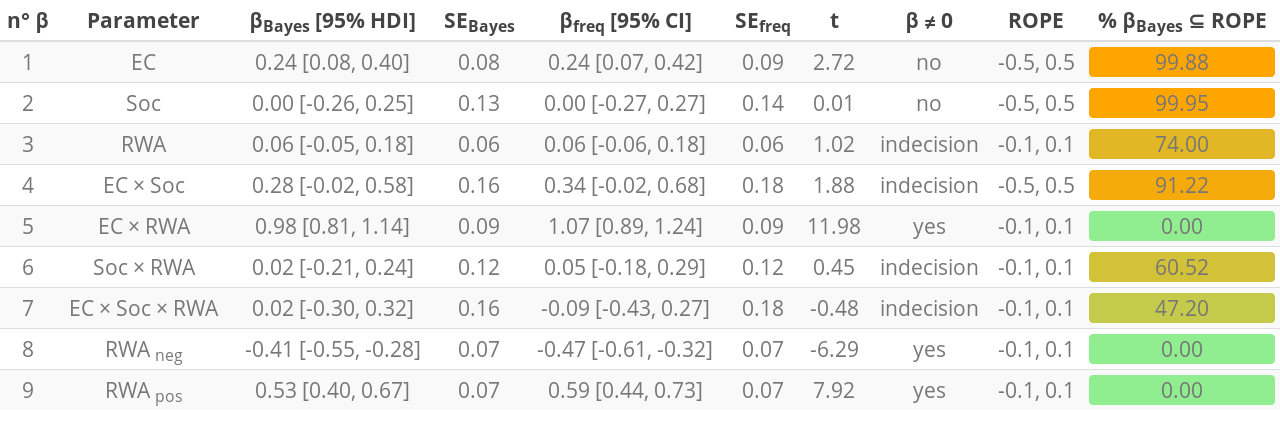 n° β Parameter βBayes [95% HDI] SEBayes βfreq [95% CI] SEfreq t β ≠ 0 ROPE % βBayes ⊆ ROPE
1 EC 0.24 [0.08, 0.40] 0.08 0.24 [0.07, 0.42] 0.09 2.72 no -0.5, 0.5 99.88
2 Soc 0.00 [-0.26, 0.25] 0.13 0.00 [-0.27, 0.27] 0.14 0.01 no -0.5, 0.5 99.95
3 RWA 0.06 [-0.05, 0.18] 0.06 0.06 [-0.06, 0.18] 0.06 1.02 indecision -0.1, 0.1 74.00
4 EC × Soc 0.28 [-0.02, 0.58] 0.16 0.34 [-0.02, 0.68] 0.18 1.88 indecision -0.5, 0.5 91.22
5 EC × RWA 0.98 [0.81, 1.14] 0.09 1.07 [0.89, 1.24] 0.09 11.98 yes -0.1, 0.1 0.00
6 Soc × RWA 0.02 [-0.21, 0.24] 0.12 0.05 [-0.18, 0.29] 0.12 0.45 indecision -0.1, 0.1 60.52
7 EC × Soc × RWA 0.02 [-0.30, 0.32] 0.16 -0.09 [-0.43, 0.27] 0.18 -0.48 indecision -0.1, 0.1 47.20
8 RWA neg -0.41 [-0.55, -0.28] 0.07 -0.47 [-0.61, -0.32] 0.07 -6.29 yes -0.1, 0.1 0.00
9 RWA pos 0.53 [0.40, 0.67] 0.07 0.59 [0.44, 0.73] 0.07 7.92 yes -0.1, 0.1 0.00